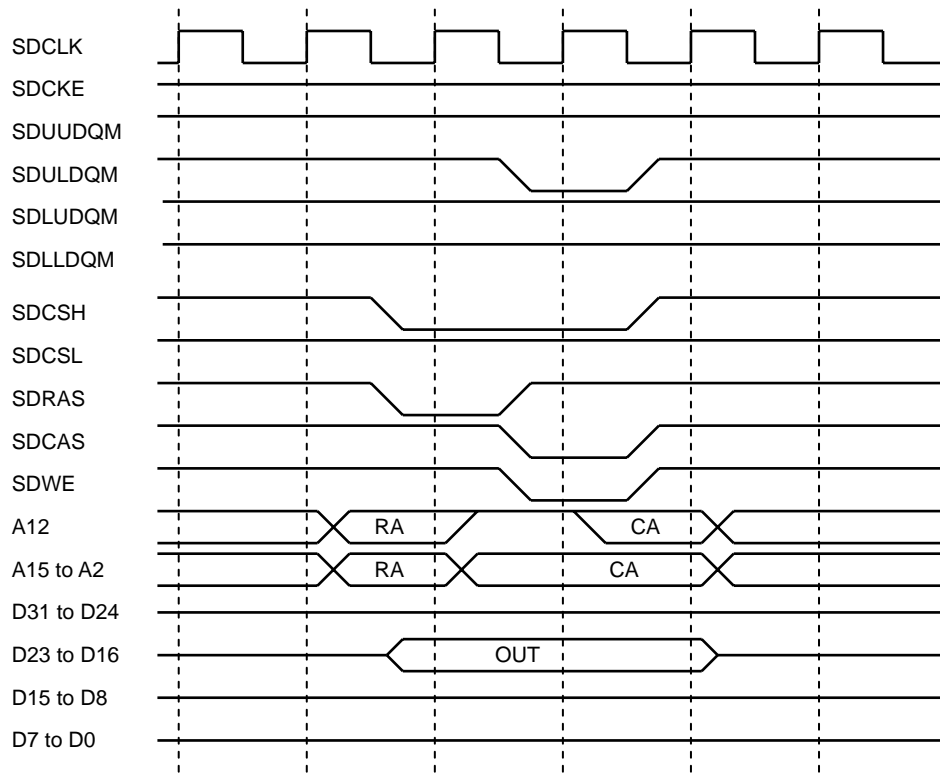 SDCLK
SDCKE
SDUUDQM
SDULDQM
SDLUDQM
SDLLDQM
SDCSH
SDCSL
SDRAS
SDCAS
SDWE
A12 RA CA
A15 to A2 RA CA
D31 to D24
D23 to D16 OUT
D15 to D8
D7 to D0